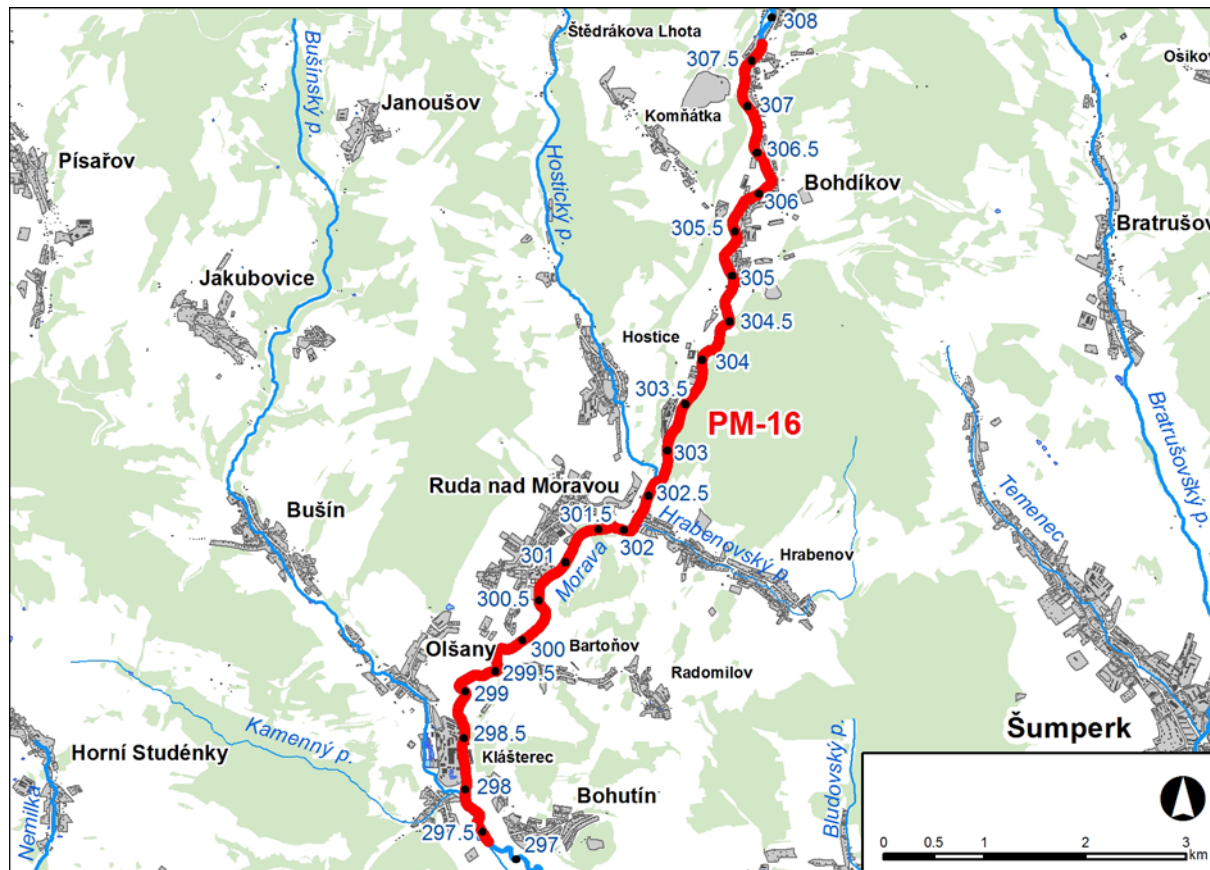 308
Štědrákova Lhota
307.5
Bušínský p.
Janoušov
307
Komňátka
Písařov
306.5
Hostický p.
Bohdíkov
306
305.5
Bratrušov
Jakubovice
305
304.5
Hostice
304
303.5
PM-16
303
Bratrušovský p.
Ruda nad Moravou
302.5
Bušín
301.5
302
Hrabenovský p.
Temenec
301
Morava
Hrabenov
300.5
Olšany
300
Bartoňov
299.5
Radomilov
299
Kamenný p.
Šumperk
298.5
Horní Studénky
Klášterec
298
Bohutín
Bludovský p.
Nemilka
297.5
297
0
0.5
1
2
3
km